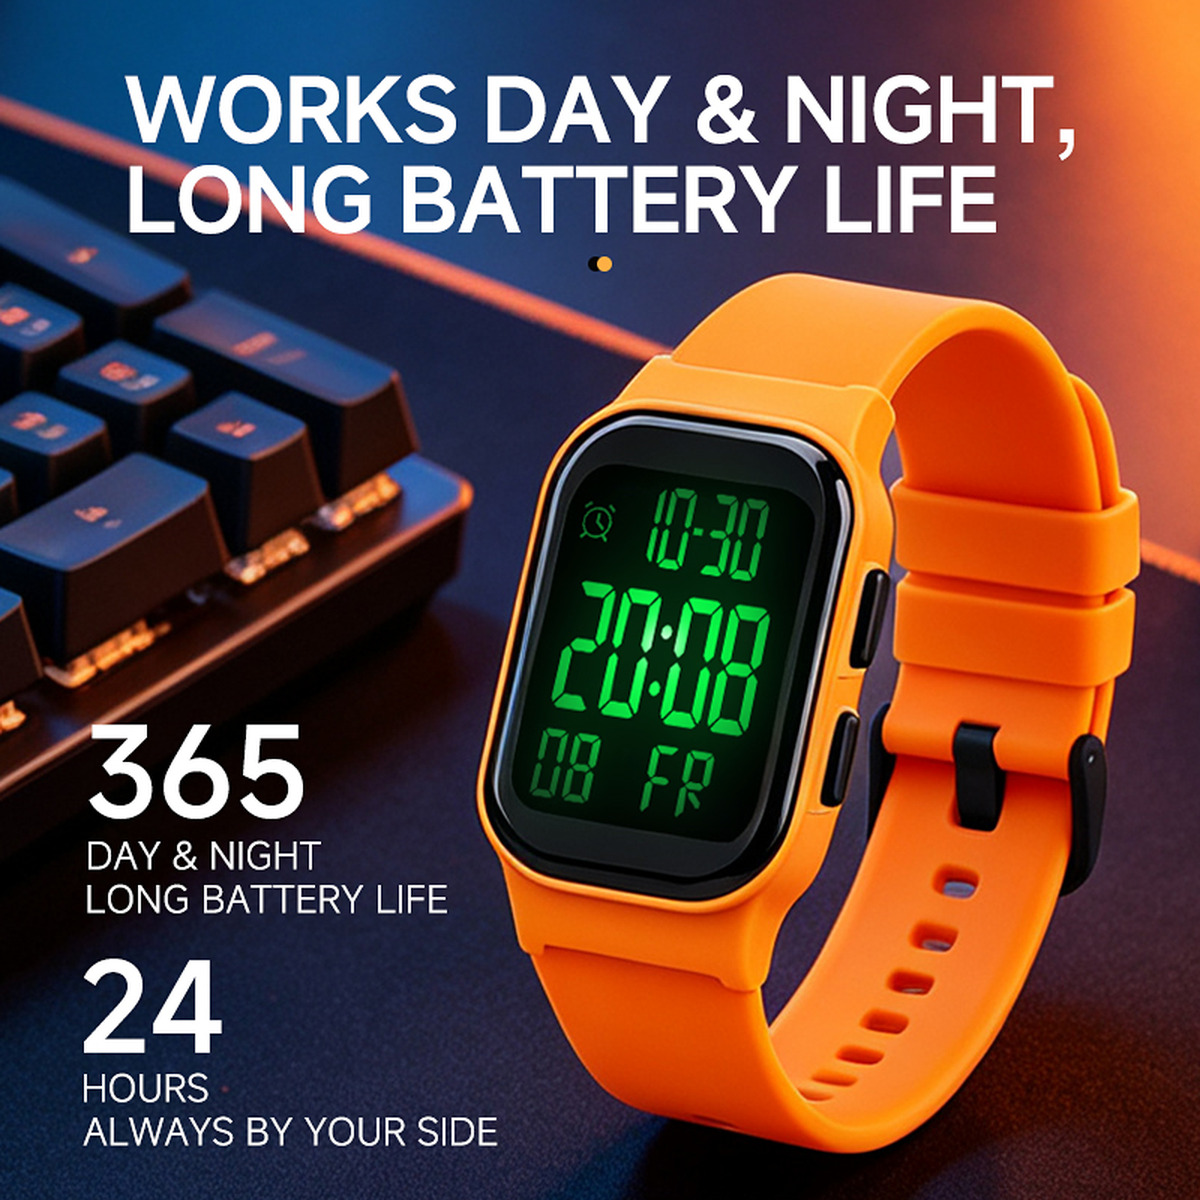 WORKS DAY & NIGHT,
LONG BATTERY LIFE
10-30
20:08
08 FR
365
DAY & NIGHT
LONG BATTERY LIFE
24
HOURS
ALWAYS BY YOUR SIDE